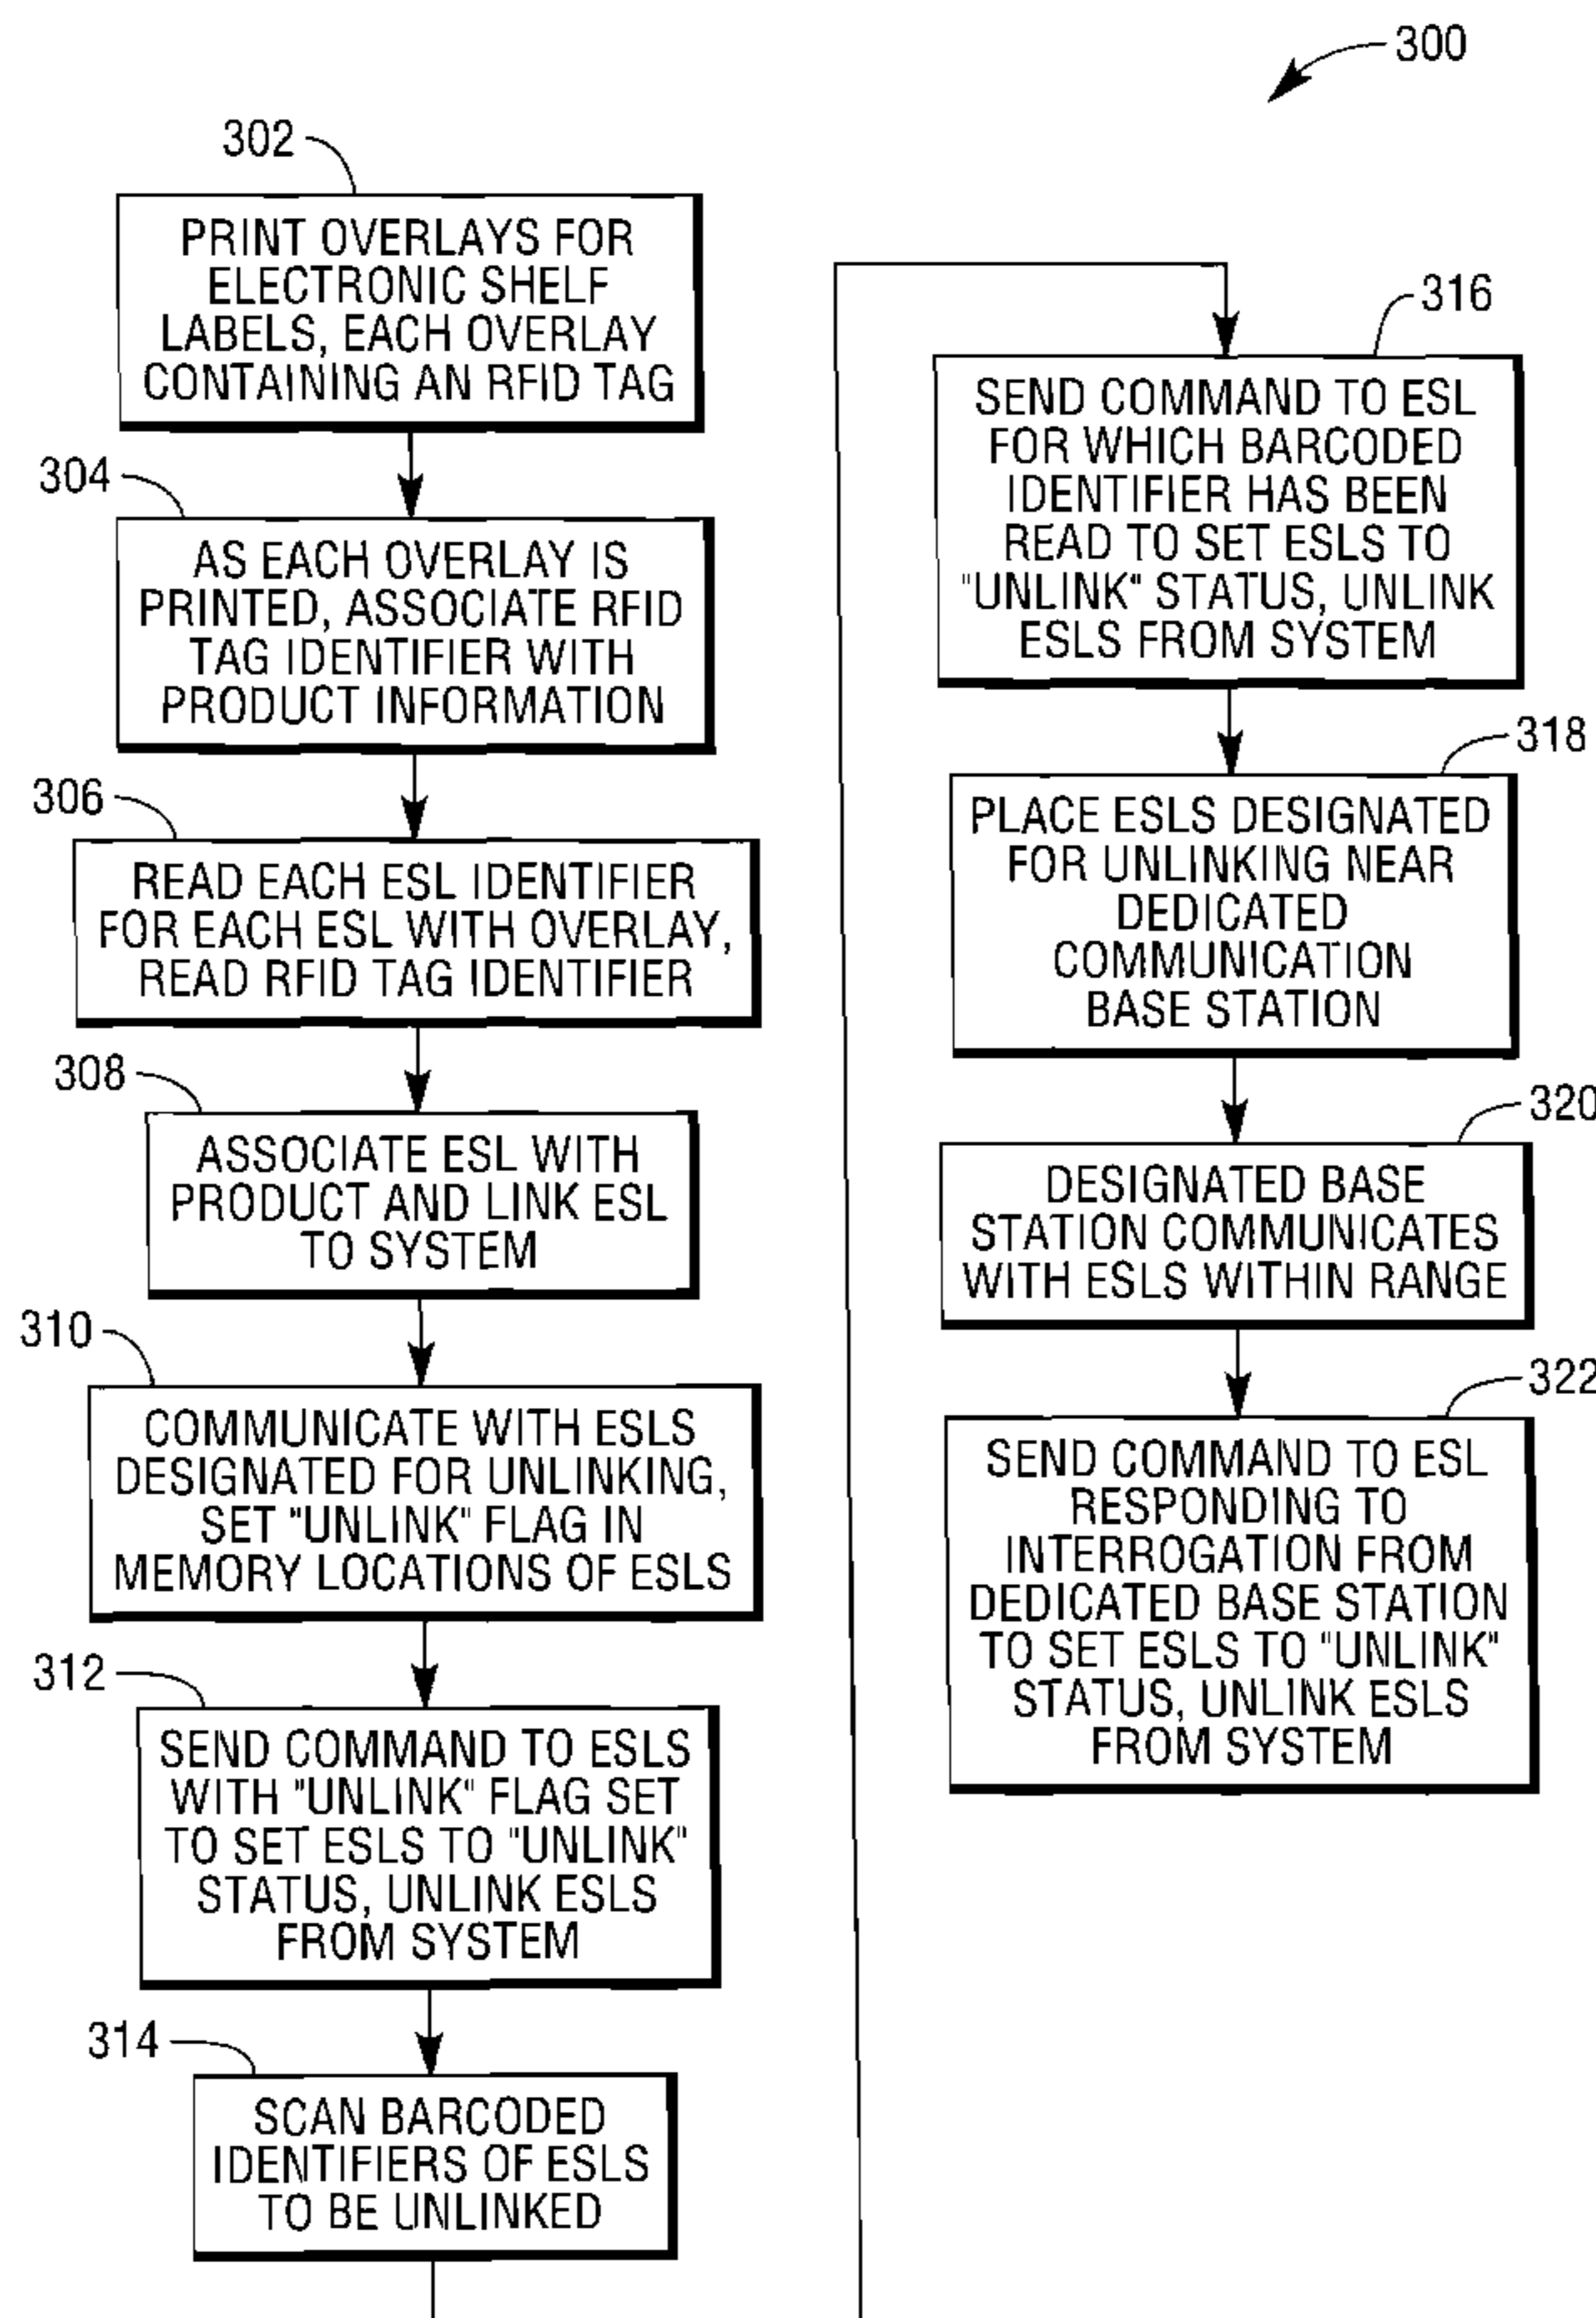 300
302
PRINT OVERLAYS FOR
ELECTRONIC SHELF
LABELS, EACH OVERLAY
CONTAINING AN RFID TAG
304
AS EACH OVERLAY IS
PRINTED, ASSOCIATE RFID
TAG IDENTIFIER WITH
PRODUCT INFORMATION
306
READ EACH ESL IDENTIFIER
FOR EACH ESL WITH OVERLAY,
READ RFID TAG IDENTIFIER
308
ASSOCIATE ESL WITH
PRODUCT AND LINK ESL
TO SYSTEM
310
COMMUNICATE WITH ESLS
DESIGNATED FOR UNLINKING,
SET "UNLINK" FLAG IN
MEMORY LOCATIONS OF ESLS
312
SEND COMMAND TO ESLS
WITH "UNLINK" FLAG SET
TO SET ESLS TO "UNLINK"
STATUS, UNLINK ESLS
FROM SYSTEM
314
SCAN BARCODED
IDENTIFIERS OF ESLS
TO BE UNLINKED
316
SEND COMMAND TO ESL
FOR WHICH BARCODED
IDENTIFIER HAS BEEN
READ TO SET ESLS TO
"UNLINK" STATUS, UNLINK
ESLS FROM SYSTEM
318
PLACE ESLS DESIGNATED
FOR UNLINKING NEAR
DEDICATED
COMMUNICATION
BASE STATION
320
DESIGNATED BASE
STATION COMMUNICATES
WITH ESLS WITHIN RANGE
322
SEND COMMAND TO ESL
RESPONDING TO
INTERROGATION FROM
DEDICATED BASE STATION
TO SET ESLS TO "UNLINK"
STATUS, UNLINK ESLS
FROM SYSTEM